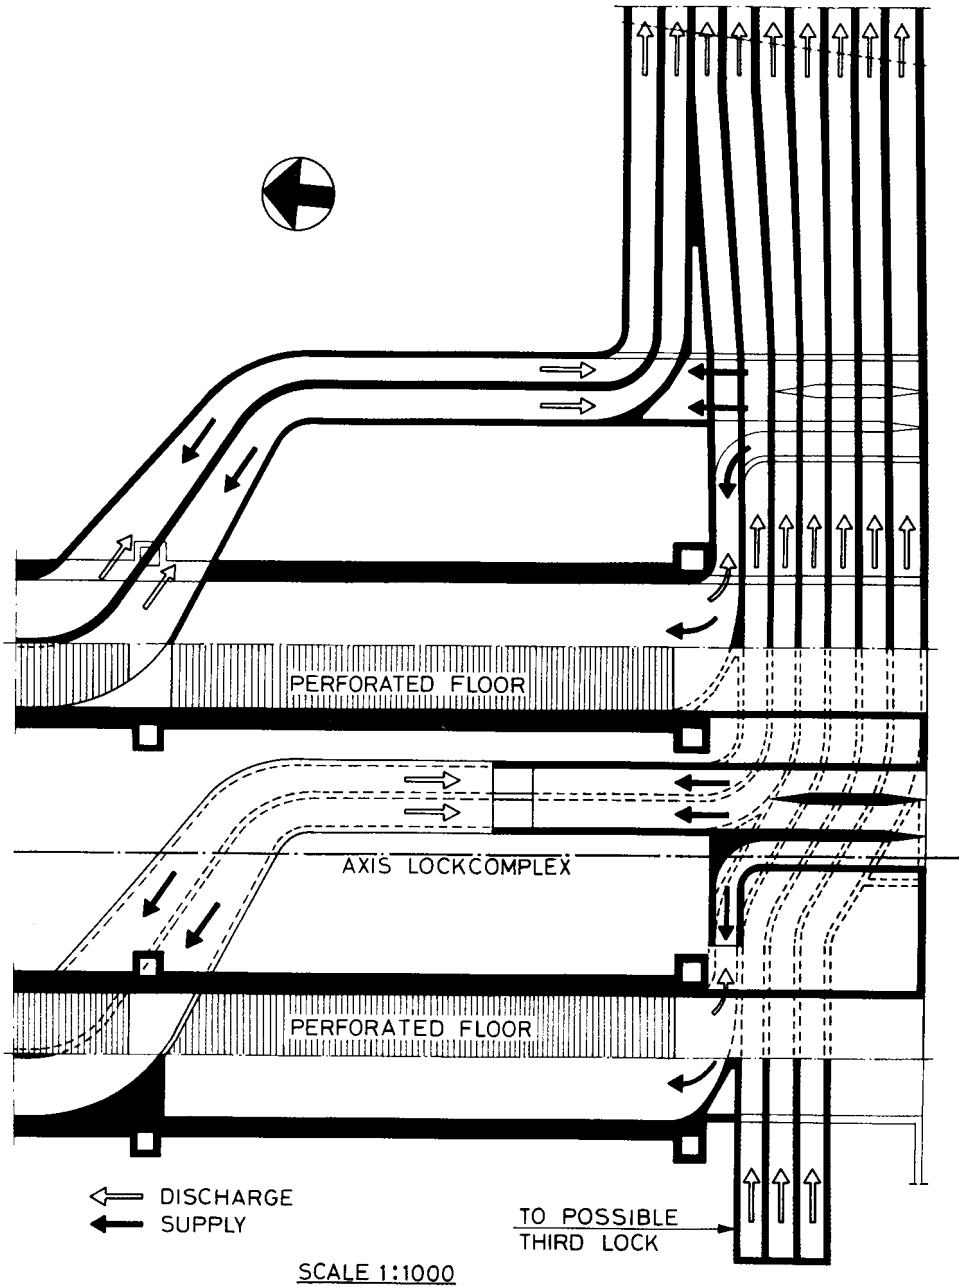 PERFORATED FLOOR
AXIS LOCKCOMPLEX
PERFORATED FLOOR
DISCHARGE
SUPPLY
TO POSSIBLE
THIRD LOCK
SCALE 1:1000